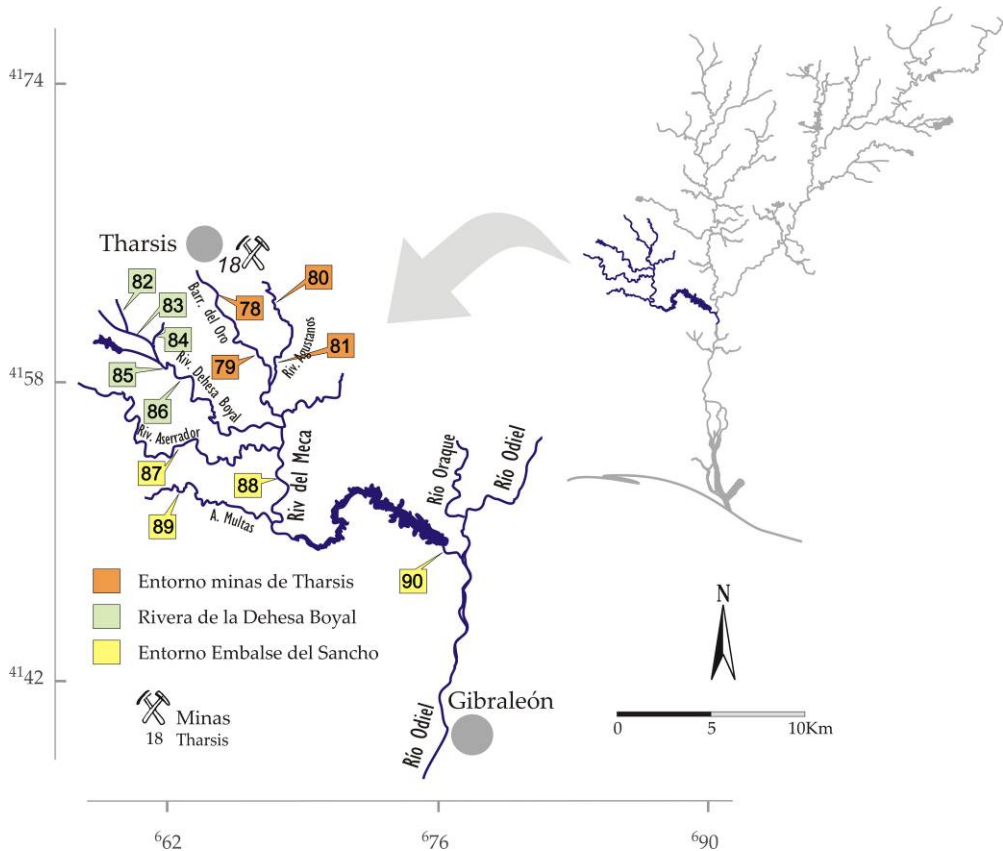 4174
Tharsis
18
80
82
83
78
Barr. del Oro
84
81
79
Riv. Agustanos
4158
85
Riv. Dehesa Boyal
86
Riv. Aserrador
87
88
Riv del Meca
Río Oraque
Río Odiel
89
A. Multas
90
Entorno minas de Tharsis
Rivera de la Dehesa Boyal
Entorno Embalse del Sancho
N
4142
Minas
18 Tharsis
Gibraleón
Río Odiel
0 5 10Km
662 676 690